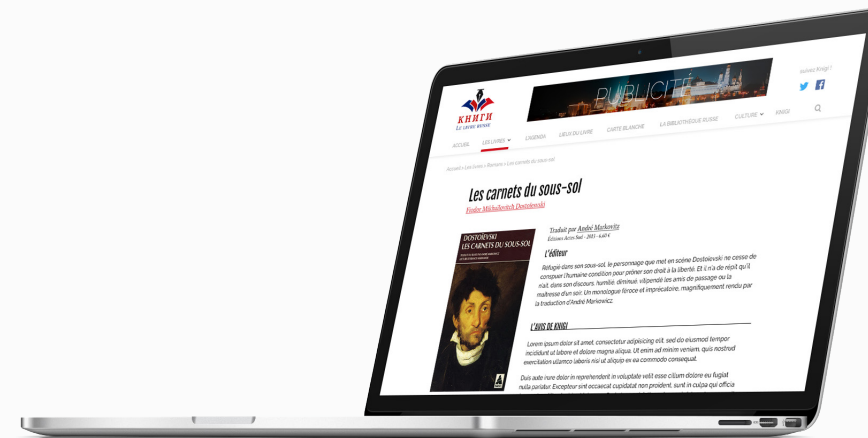 suivez Knigi !
PUBLICITÉ
КНИГИ
LE LIVRE RUSSE
ACCUEIL LES LIVRES L'AGENDA LIEUX DU LIVRE CARTE BLANCHE LA BIBLIOTHÈQUE RUSSE CULTURE KNIGI
Accueil » Les livres » Romans » Les carnets du sous-sol
Les carnets du sous-sol
Fiodor Mikhaïlovitch Dostoïevski
Traduit par André Markovitz
Éditions Actes Sud - 2015 - 6,60 €
DOSTOÏEVSKI
LES CARNETS DU SOUS-SOL
L'éditeur
Réfugié dans son sous-sol, le personnage que met en scène Dostoïevski ne cesse de
conspuer l'humaine condition pour prôner son droit à la liberté. Et il n'a de répit qu'il
n'ait, dans son discours, humilié, diminué, vilipendé les amis de passage ou la
maîtresse d'un soir. Un monologue féroce et imprécatoire, magnifiquement rendu par
la traduction d'André Markowicz.
L'AVIS DE KNIGI
Lorem ipsum dolor sit amet, consectetur adipisicing elit, sed do eiusmod tempor
incididunt ut labore et dolore magna aliqua. Ut enim ad minim veniam, quis nostrud
exercitation ullamco laboris nisi ut aliquip ex ea commodo consequat.
Duis aute irure dolor in reprehenderit in voluptate velit esse cillum dolore eu fugiat
nulla pariatur. Excepteur sint occaecat cupidatat non proident, sunt in culpa qui officia